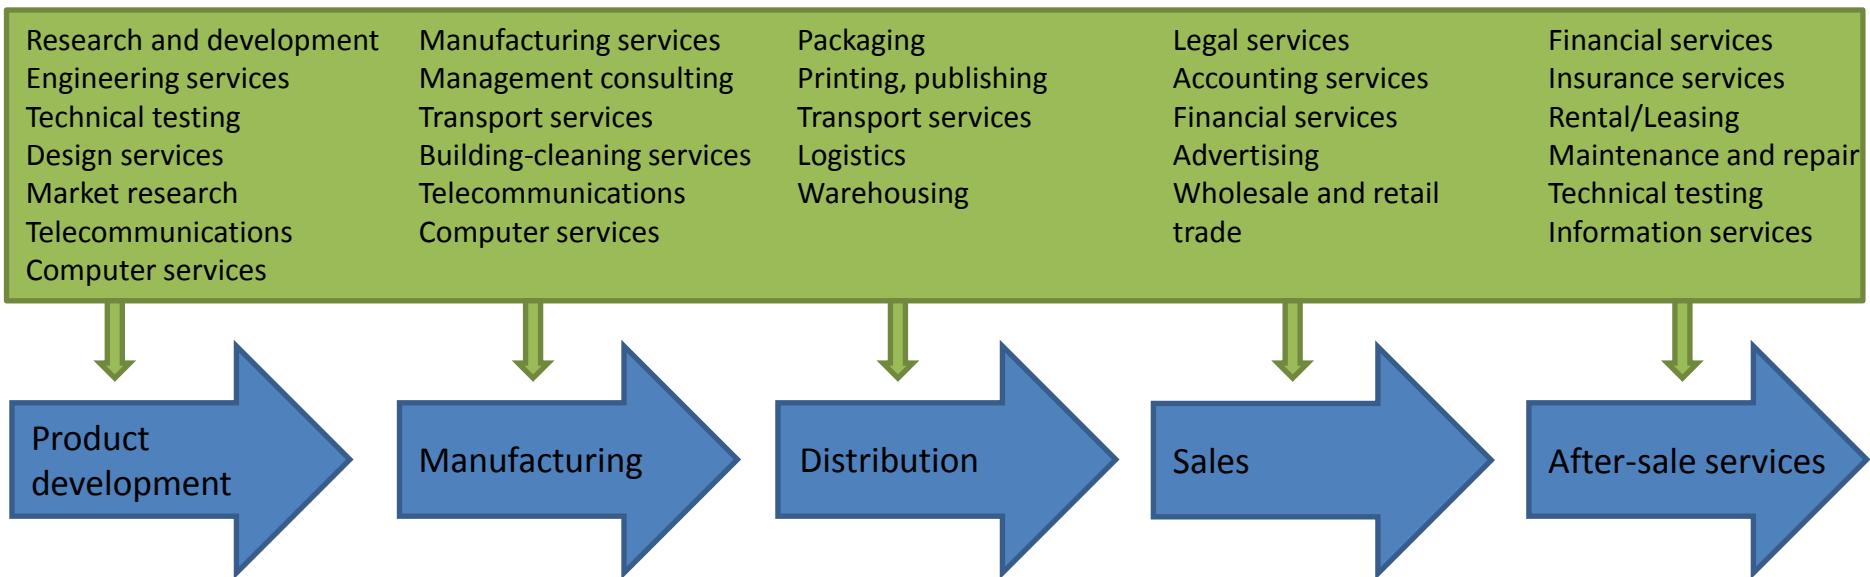 Research and development
Engineering services
Technical testing
Design services
Market research
Telecommunications
Computer services
Manufacturing services
Management consulting
Transport services
Building-cleaning services
Telecommunications
Computer services
Packaging
Printing, publishing
Transport services
Logistics
Warehousing
Legal services
Accounting services
Financial services
Advertising
Wholesale and retail
trade
Financial services
Insurance services
Rental/Leasing
Maintenance and repair
Technical testing
Information services
Product
development
Manufacturing
Distribution
Sales
After-sale services